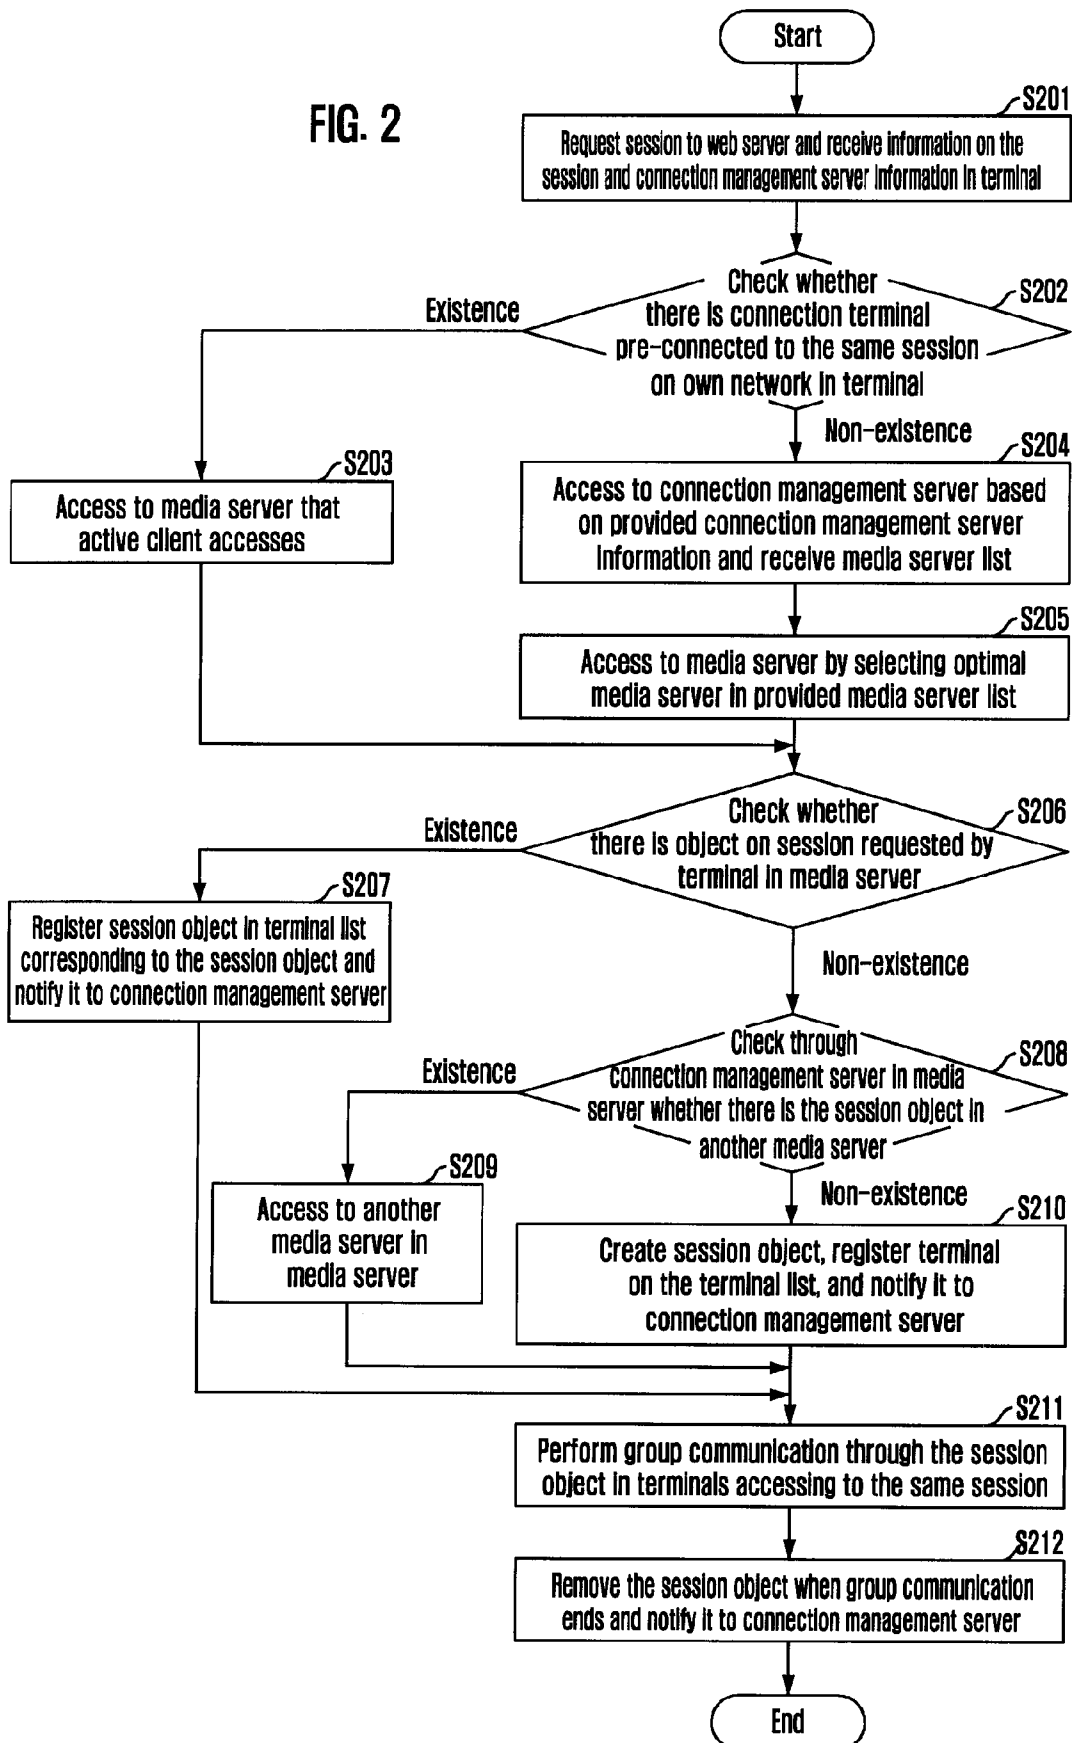 Start
FIG. 2
S201
Request session to web server and receive information on the
session and connection management server information in terminal
S202
Check whether
there is connection terminal
pre-connected to the same session
on own network in terminal
Existence
Non-existence
S203
Access to media server that
active client accesses
S204
Access to connection management server based
on provided connection management server
information and receive media server list
S205
Access to media server by selecting optimal
media server in provided media server list
S206
Check whether
there is object on session requested by
terminal in media server
Existence
Non-existence
S207
Register session object in terminal list
corresponding to the session object and
notify it to connection management server
S208
Check through
connection management server in media
server whether there is the session object in
another media server
Existence
Non-existence
S209
Access to another
media server in
media server
S210
Create session object, register terminal
on the terminal list, and notify it to
connection management server
S211
Perform group communication through the session
object in terminals accessing to the same session
S212
Remove the session object when group communication
ends and notify it to connection management server
End